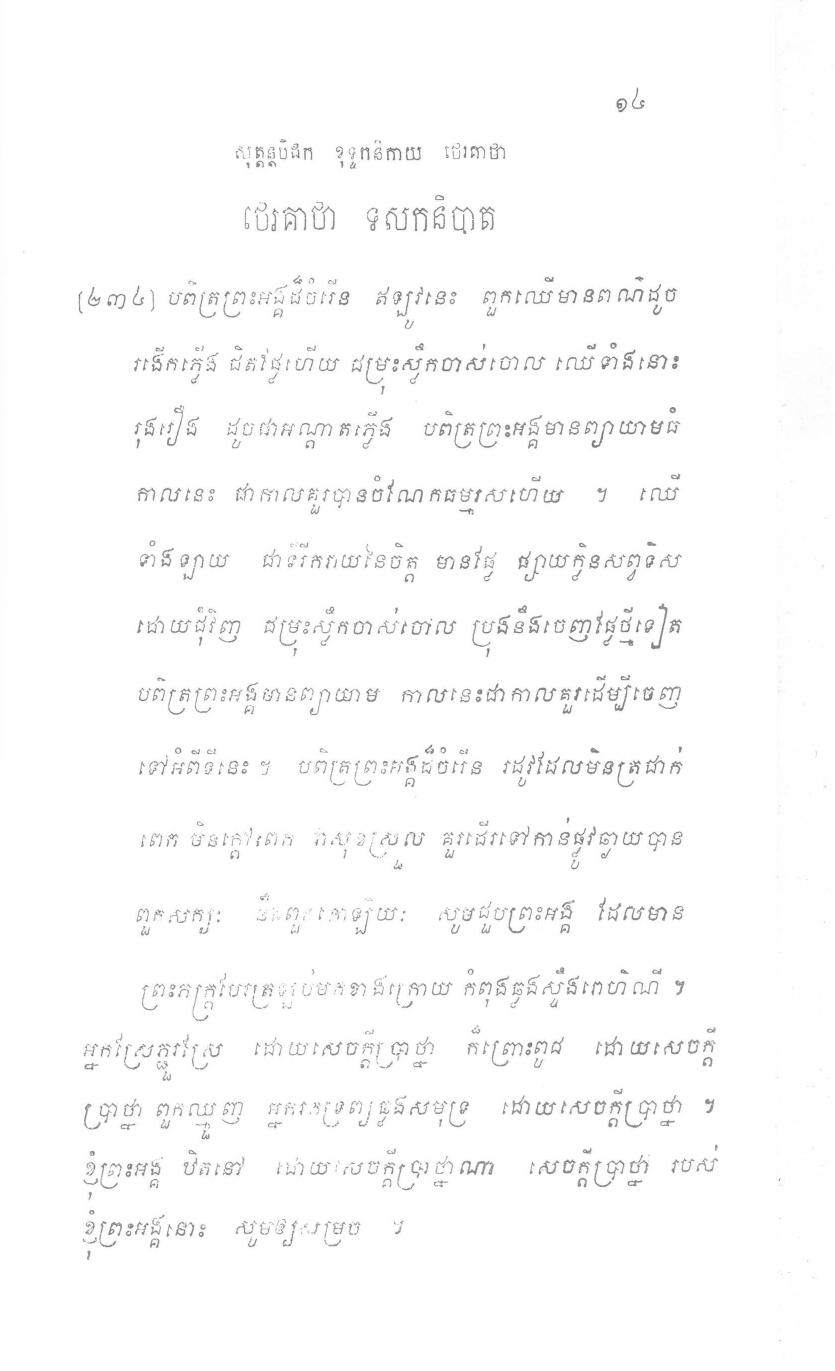 ១៤
សុត្តន្តបិដក ខុទ្ទកនិកាយ ថេរគាថា
ថេរគាថា ទសកនិបាត
[២៣៤] បពិត្រព្រះអង្គដ៏ចំរើន ឥឡូវនេះ ពួកឈើមានពណ៌ដូច
រងើកភ្លើង ជិតវ៉ផ្លែហើយ ជម្រុះស្លឹកចាស់ចោល ឈើទាំងនោះ
រុងរឿង ដូចជាអណ្តាតភ្លើង បពិត្រព្រះអង្គមានព្យាយាមធំ
កាលនេះ ជាកាលគួរបានចំណែកធម្មរសហើយ ។ ឈើ
ទាំងឡាយ ជាទីរីករាយនៃចិត្ត មានផ្លែ ផ្សាយក្លិនសព្វទិស
ដោយជុំវិញ ជម្រុះស្លឹកចាស់ចោល ប្រុងនឹងចេញផ្លែថ្មីទៀត
បពិត្រព្រះអង្គមានព្យាយាម កាលនេះជាកាលគួរដើម្បីចេញ
ទៅអំពីទីនេះ ។ បពិត្រព្រះអង្គដ៏ចំរើន រដូវដែលមិនត្រជាក់
ពេក មិនក្តៅពេក ជាសុខស្រួល គួរដើរទៅកាន់ផ្លូវឆ្ងាយបាន
ពួកសក្យៈ និងពួកកោឡិយៈ សូមជួបព្រះអង្គ ដែលមាន
ព្រះភក្ត្របែរត្រឡប់មកខាងក្រោយ កំពុងឆ្លងស្ទឹងរោហិណី ។
អ្នកស្រែភ្ជួរស្រែ ដោយសេចក្តីប្រាថ្នា ក៏ព្រោះពូជ ដោយសេចក្តី
ប្រាថ្នា ពួកឈ្មួញ អ្នករកទ្រព្យឆ្លងសមុទ្រ ដោយសេចក្តីប្រាថ្នា ។
ខ្ញុំព្រះអង្គ ឋិតនៅ ដោយសេចក្តីប្រាថ្នាណា សេចក្តីប្រាថ្នា របស់
ខ្ញុំព្រះអង្គនោះ សូមឲ្យសម្រេច ។